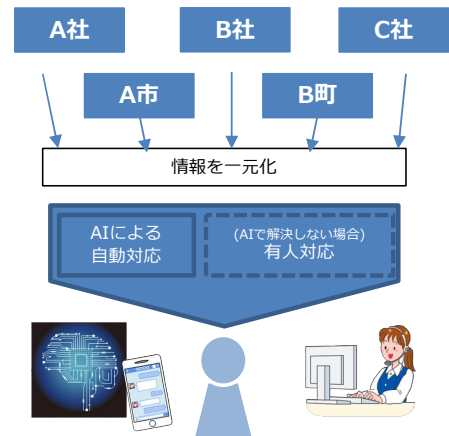 A社
B社
C社
A市
B町
情報を一元化
AIによる
自動対応
(AIで解決しない場合)
有人対応